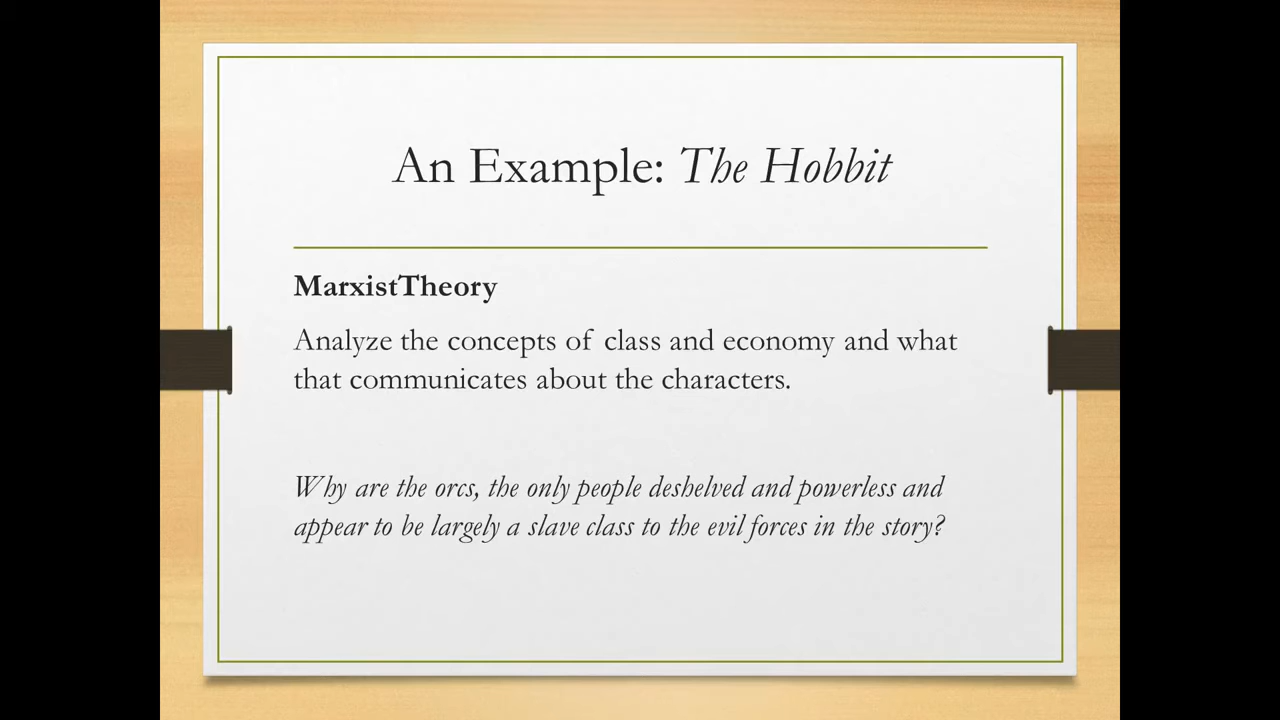 An Example: The Hobbit
MarxistTheory
Analyze the concepts of class and economy and what
that communicates about the characters.
Why are the orcs, the only people deshelved and powerless and
appear to be largely a slave class to the evil forces in the story?